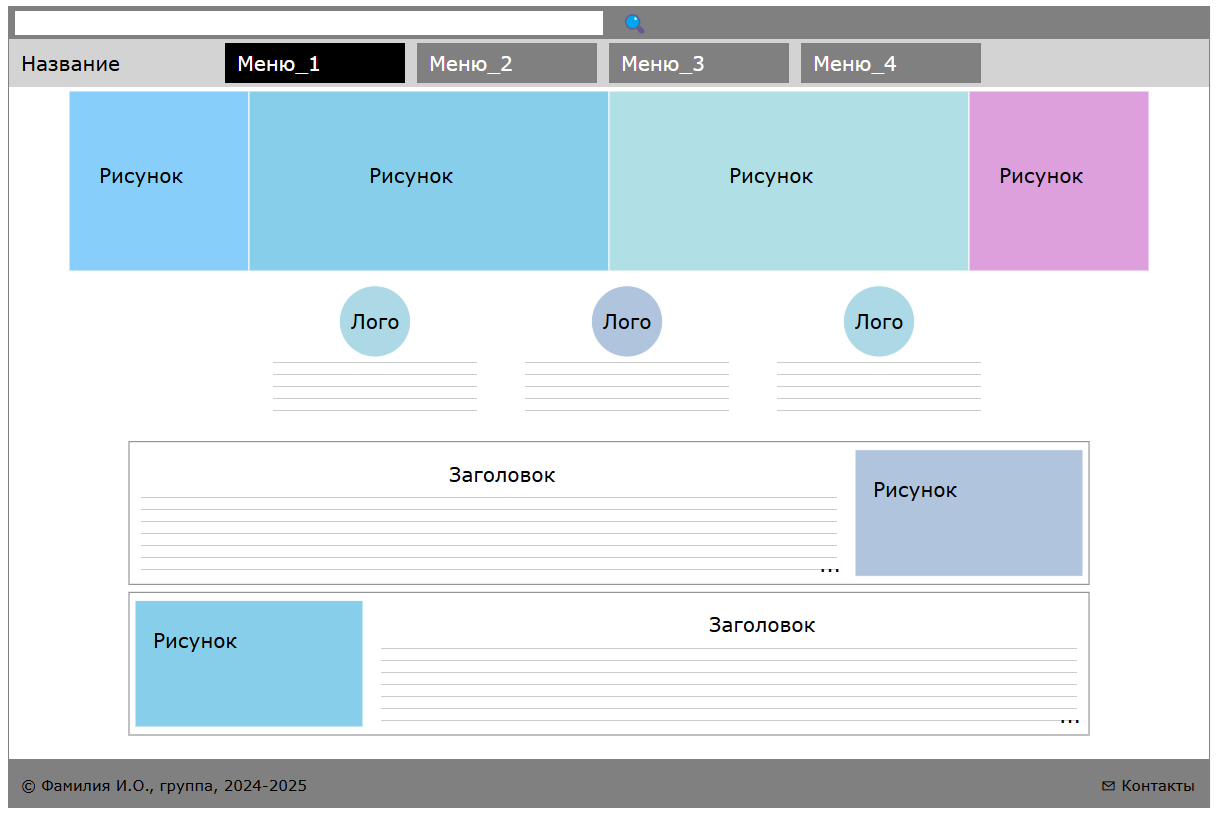 Название Меню_1 Меню_2 Меню_3 Меню_4
Рисунок Рисунок Рисунок Рисунок
Лого Лого Лого
Заголовок
Рисунок
...
Заголовок
Рисунок
...
© Фамилия И.О., группа, 2024-2025 Контакты